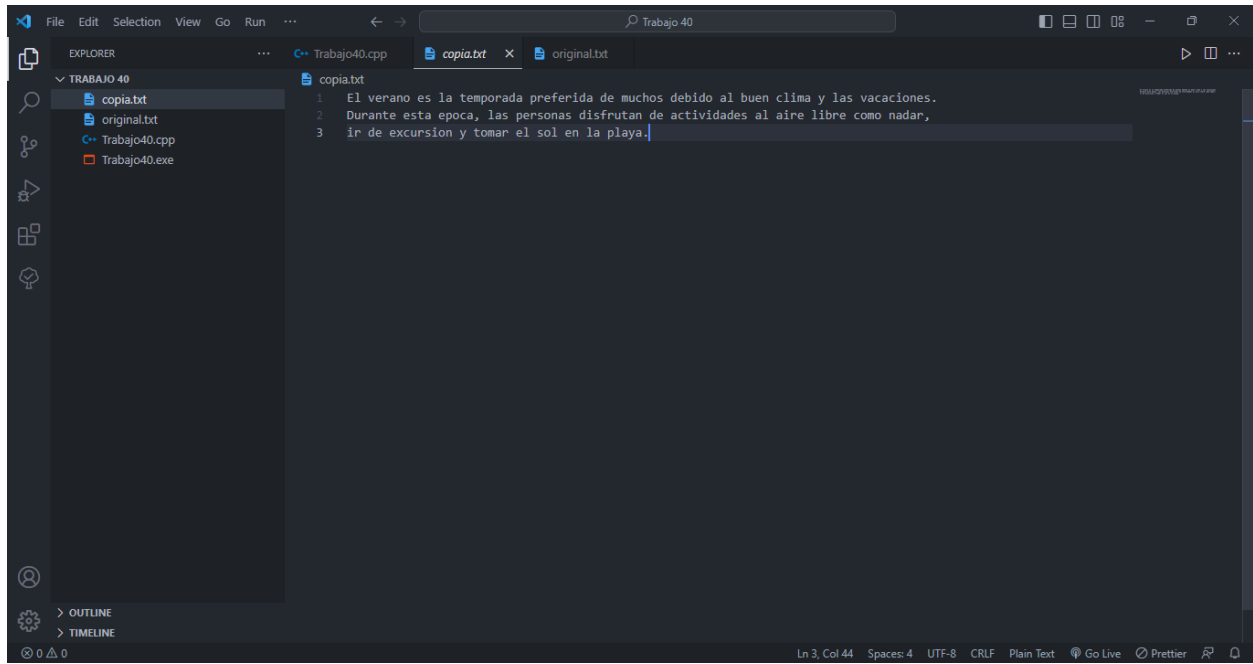 File Edit Selection View Go Run ··· ← → Trabajo 40
EXPLORER ···
TRABAJO 40
copia.txt
original.txt
C++ Trabajo40.cpp
Trabajo40.exe
C++ Trabajo40.cpp copia.txt × original.txt
copia.txt
1 El verano es la temporada preferida de muchos debido al buen clima y las vacaciones.
2 Durante esta epoca, las personas disfrutan de actividades al aire libre como nadar,
3 ir de excursion y tomar el sol en la playa.
OUTLINE
TIMELINE
0 0 Ln 3, Col 44 Spaces: 4 UTF-8 CRLF Plain Text Go Live Prettier